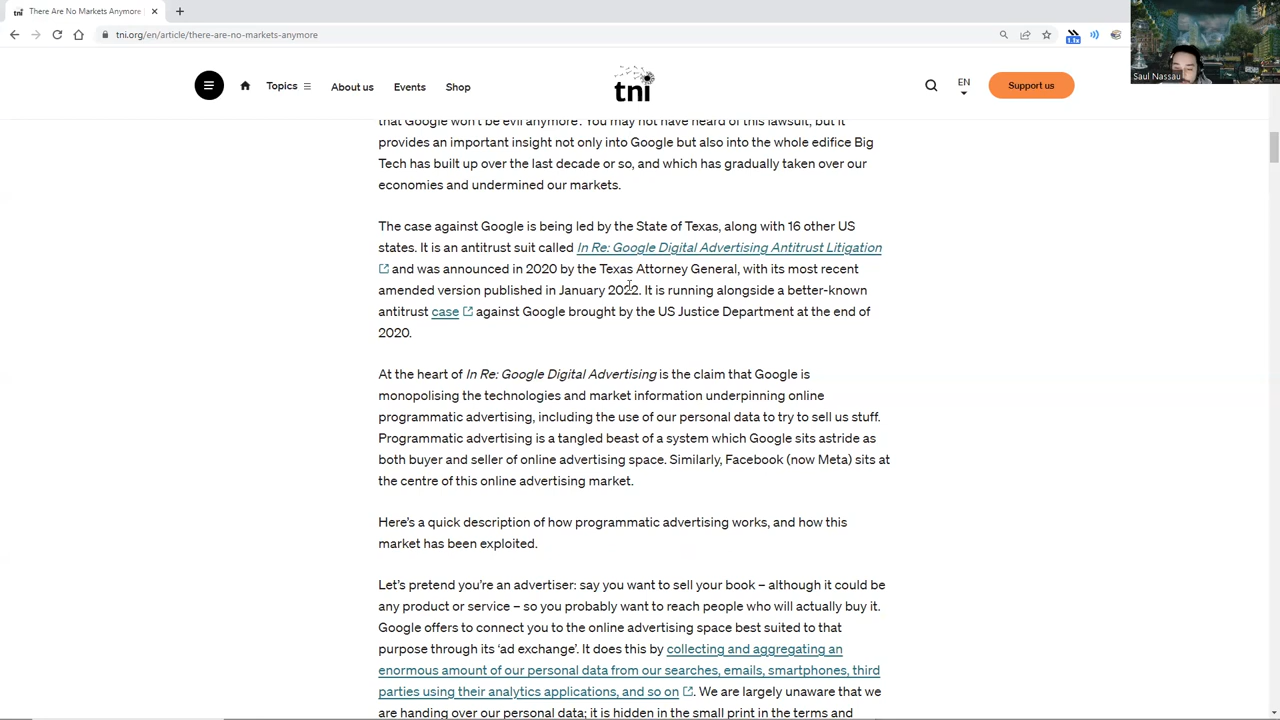 There Are No Markets Anymore
tni.org/en/article/there-are-no-markets-anymore
1.1x
Saul Nassau
Topics
About us
Events
Shop
tni
EN
Support us
that Google won't be evil anymore'. You may not have heard of this lawsuit, but it
provides an important insight not only into Google but also into the whole edifice Big
Tech has built up over the last decade or so, and which has gradually taken over our
economies and undermined our markets.
The case against Google is being led by the State of Texas, along with 16 other US
states. It is an antitrust suit called In Re: Google Digital Advertising Antitrust Litigation
and was announced in 2020 by the Texas Attorney General, with its most recent
amended version published in January 2022. It is running alongside a better-known
antitrust case against Google brought by the US Justice Department at the end of
2020.
At the heart of In Re: Google Digital Advertising is the claim that Google is
monopolising the technologies and market information underpinning online
programmatic advertising, including the use of our personal data to try to sell us stuff.
Programmatic advertising is a tangled beast of a system which Google sits astride as
both buyer and seller of online advertising space. Similarly, Facebook (now Meta) sits at
the centre of this online advertising market.
Here's a quick description of how programmatic advertising works, and how this
market has been exploited.
Let's pretend you're an advertiser: say you want to sell your book – although it could be
any product or service – so you probably want to reach people who will actually buy it.
Google offers to connect you to the online advertising space best suited to that
purpose through its 'ad exchange'. It does this by collecting and aggregating an
enormous amount of our personal data from our searches, emails, smartphones, third
parties using their analytics applications, and so on. We are largely unaware that we
are handing over our personal data; it is hidden in the small print in the terms and